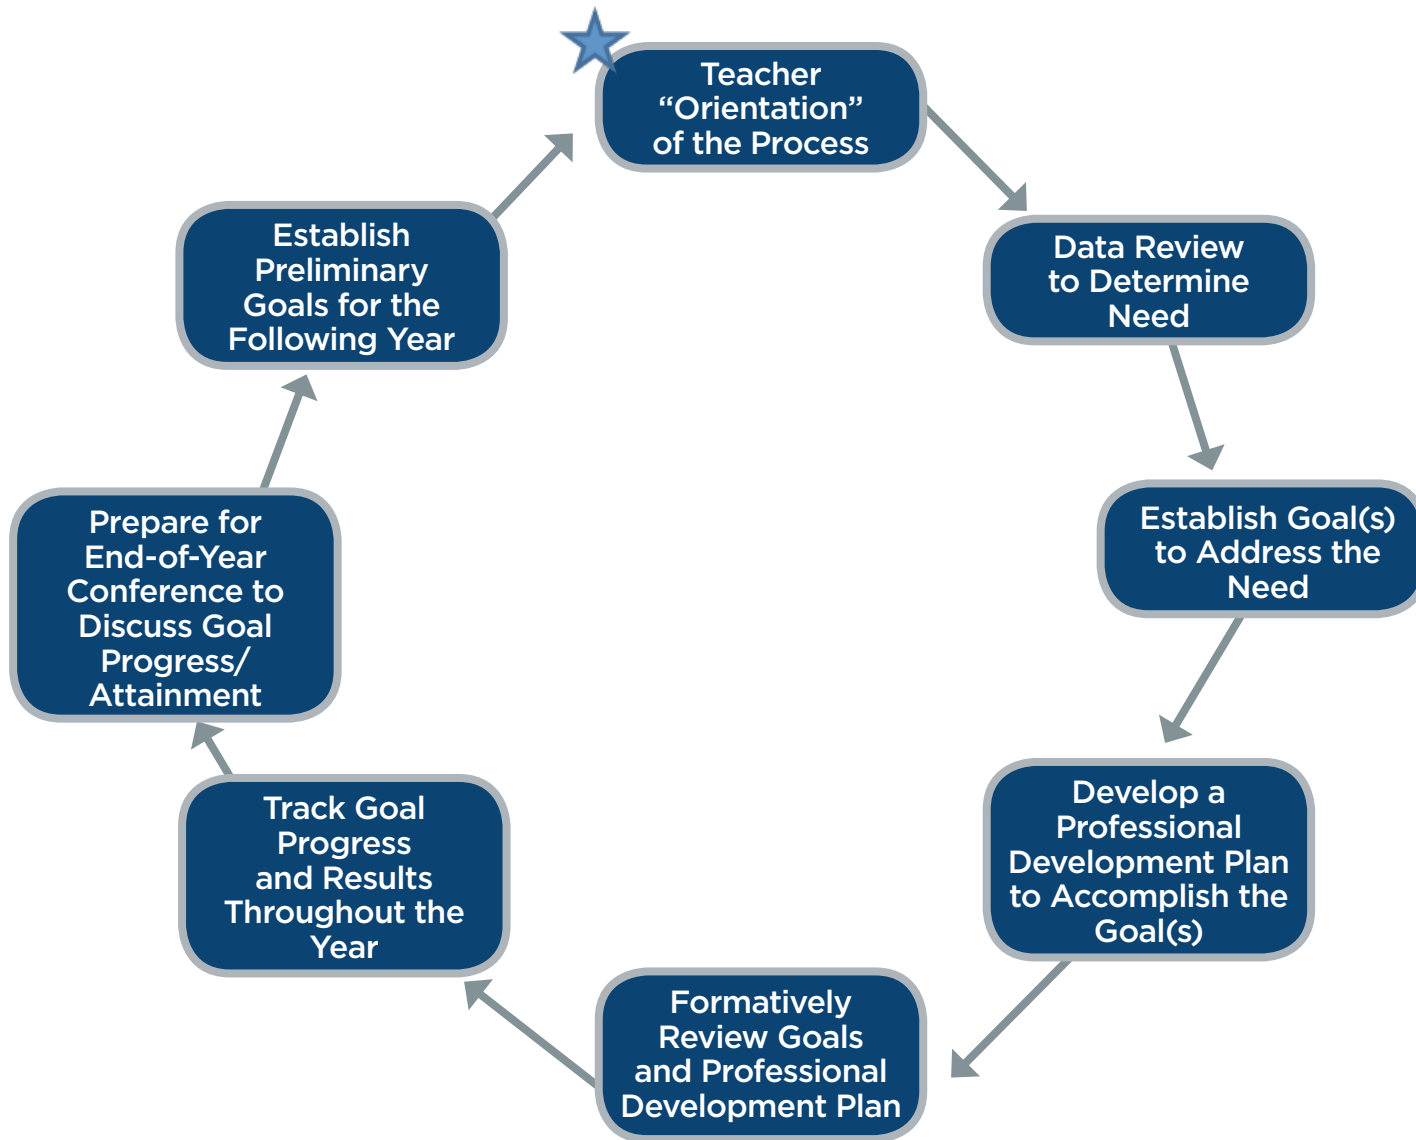 Teacher
“Orientation”
of the Process
Data Review
to Determine
Need
Establish Goal(s)
to Address the
Need
Develop a
Professional
Development Plan
to Accomplish the
Goal(s)
Formatively
Review Goals
and Professional
Development Plan
Track Goal
Progress
and Results
Throughout the
Year
Prepare for
End-of-Year
Conference to
Discuss Goal
Progress/
Attainment
Establish
Preliminary
Goals for the
Following Year